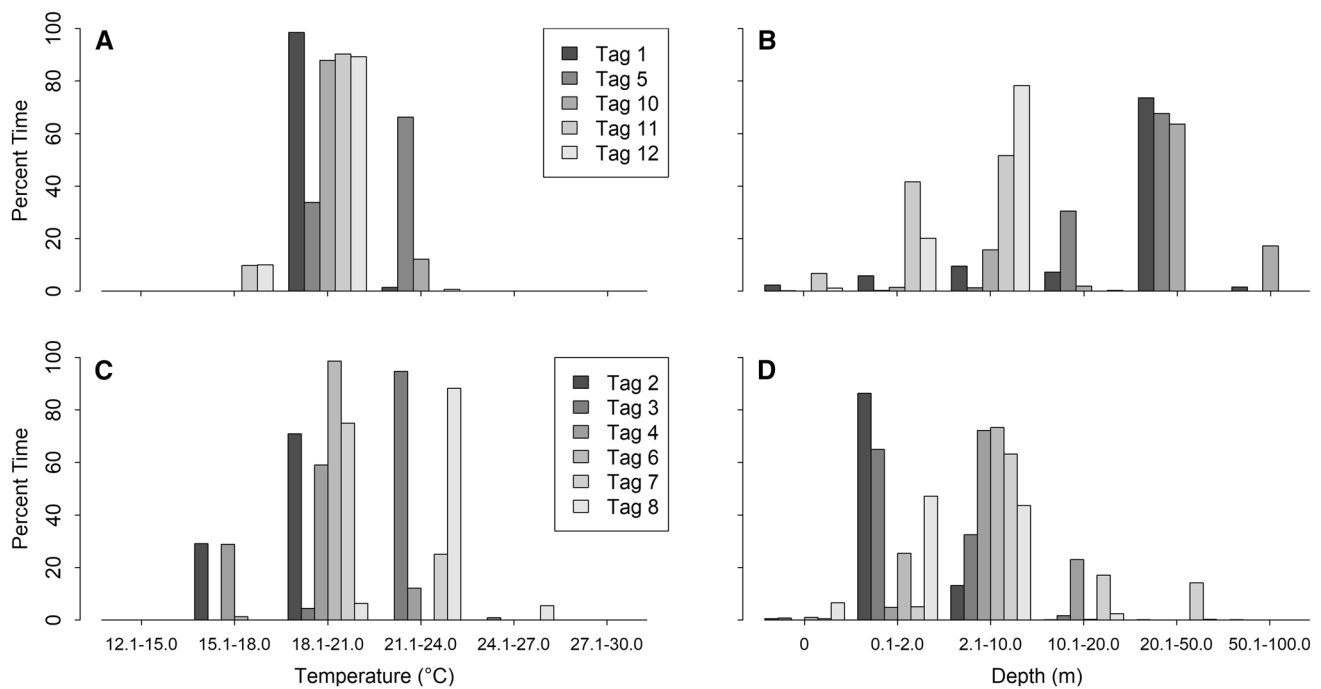 A
B
Percent Time
0 20 40 60 80 100
Tag 1
Tag 5
Tag 10
Tag 11
Tag 12
C
D
Percent Time
0 20 40 60 80 100
Tag 2
Tag 3
Tag 4
Tag 6
Tag 7
Tag 8
12.1-15.0 15.1-18.0 18.1-21.0 21.1-24.0 24.1-27.0 27.1-30.0
Temperature (°C)
0 0.1-2.0 2.1-10.0 10.1-20.0 20.1-50.0 50.1-100.0
Depth (m)